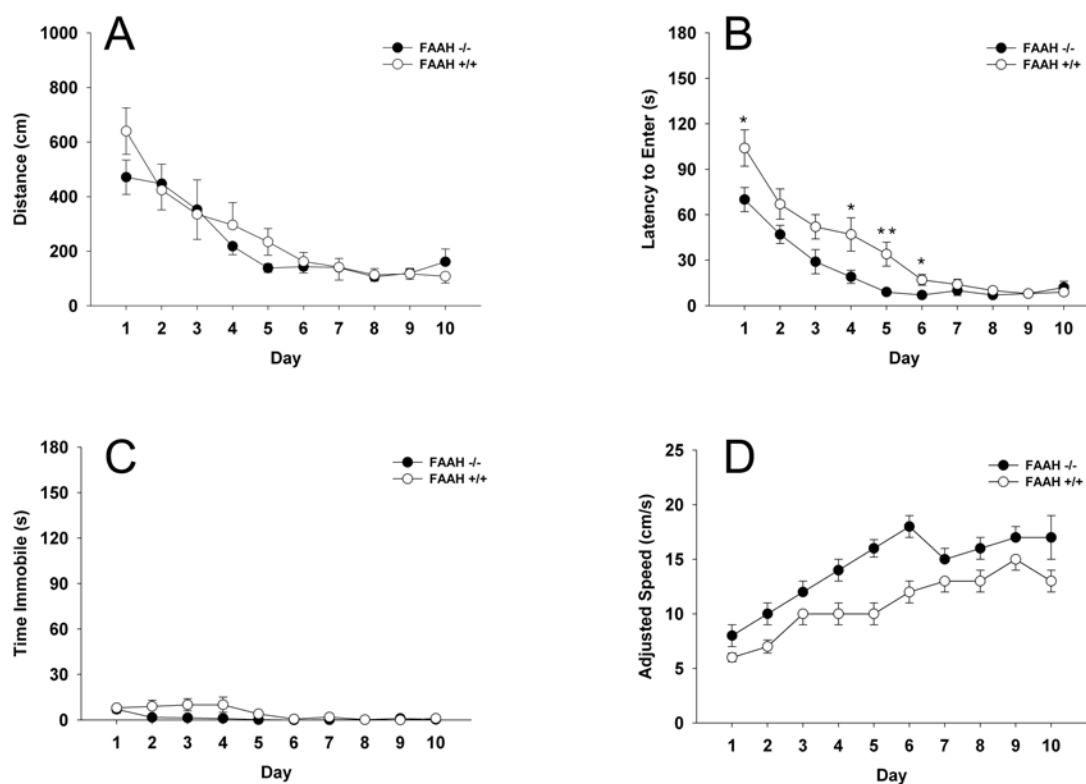 A
FAAH -/-
FAAH +/+
1000
800
600
400
200
0
Distance (cm)
1 2 3 4 5 6 7 8 9 10
Day
B
FAAH -/-
FAAH +/+
180
150
120
90
60
30
0
Latency to Enter (s)
*
*
**
*
1 2 3 4 5 6 7 8 9 10
Day
C
FAAH -/-
FAAH +/+
180
150
120
90
60
30
0
Time Immobile (s)
1 2 3 4 5 6 7 8 9 10
Day
D
FAAH -/-
FAAH +/+
25
20
15
10
5
0
Adjusted Speed (cm/s)
1 2 3 4 5 6 7 8 9 10
Day